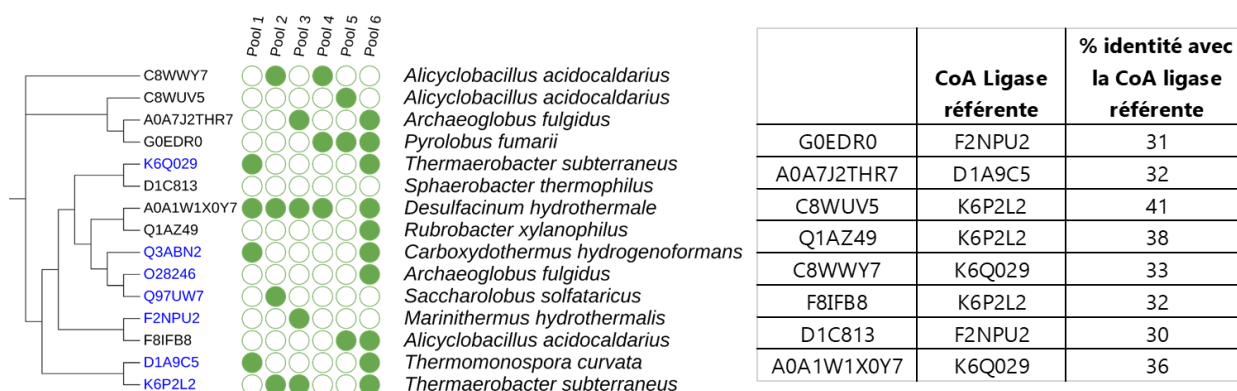 Pool 1
Pool 2
Pool 3
Pool 4
Pool 5
Pool 6
C8WWY7 Alicyclobacillus acidocaldarius
C8WUV5 Alicyclobacillus acidocaldarius
A0A7J2THR7 Archaeoglobus fulgidus
G0EDR0 Pyrolobus fumarii
K6Q029 Thermaerobacter subterraneus
D1C813 Sphaerobacter thermophilus
A0A1W1X0Y7 Desulfacinum hydrothermale
Q1AZ49 Rubrobacter xylanophilus
Q3ABN2 Carboxydothermus hydrogenoformans
O28246 Archaeoglobus fulgidus
Q97UW7 Saccharolobus solfataricus
F2NPU2 Marinithermus hydrothermalis
F8IFB8 Alicyclobacillus acidocaldarius
D1A9C5 Thermomonospora curvata
K6P2L2 Thermaerobacter subterraneus
CoA Ligase
référente
% identité avec
la CoA ligase
référente
G0EDR0 F2NPU2 31
A0A7J2THR7 D1A9C5 32
C8WUV5 K6P2L2 41
Q1AZ49 K6P2L2 38
C8WWY7 K6Q029 33
F8IFB8 K6P2L2 32
D1C813 F2NPU2 30
A0A1W1X0Y7 K6Q029 36